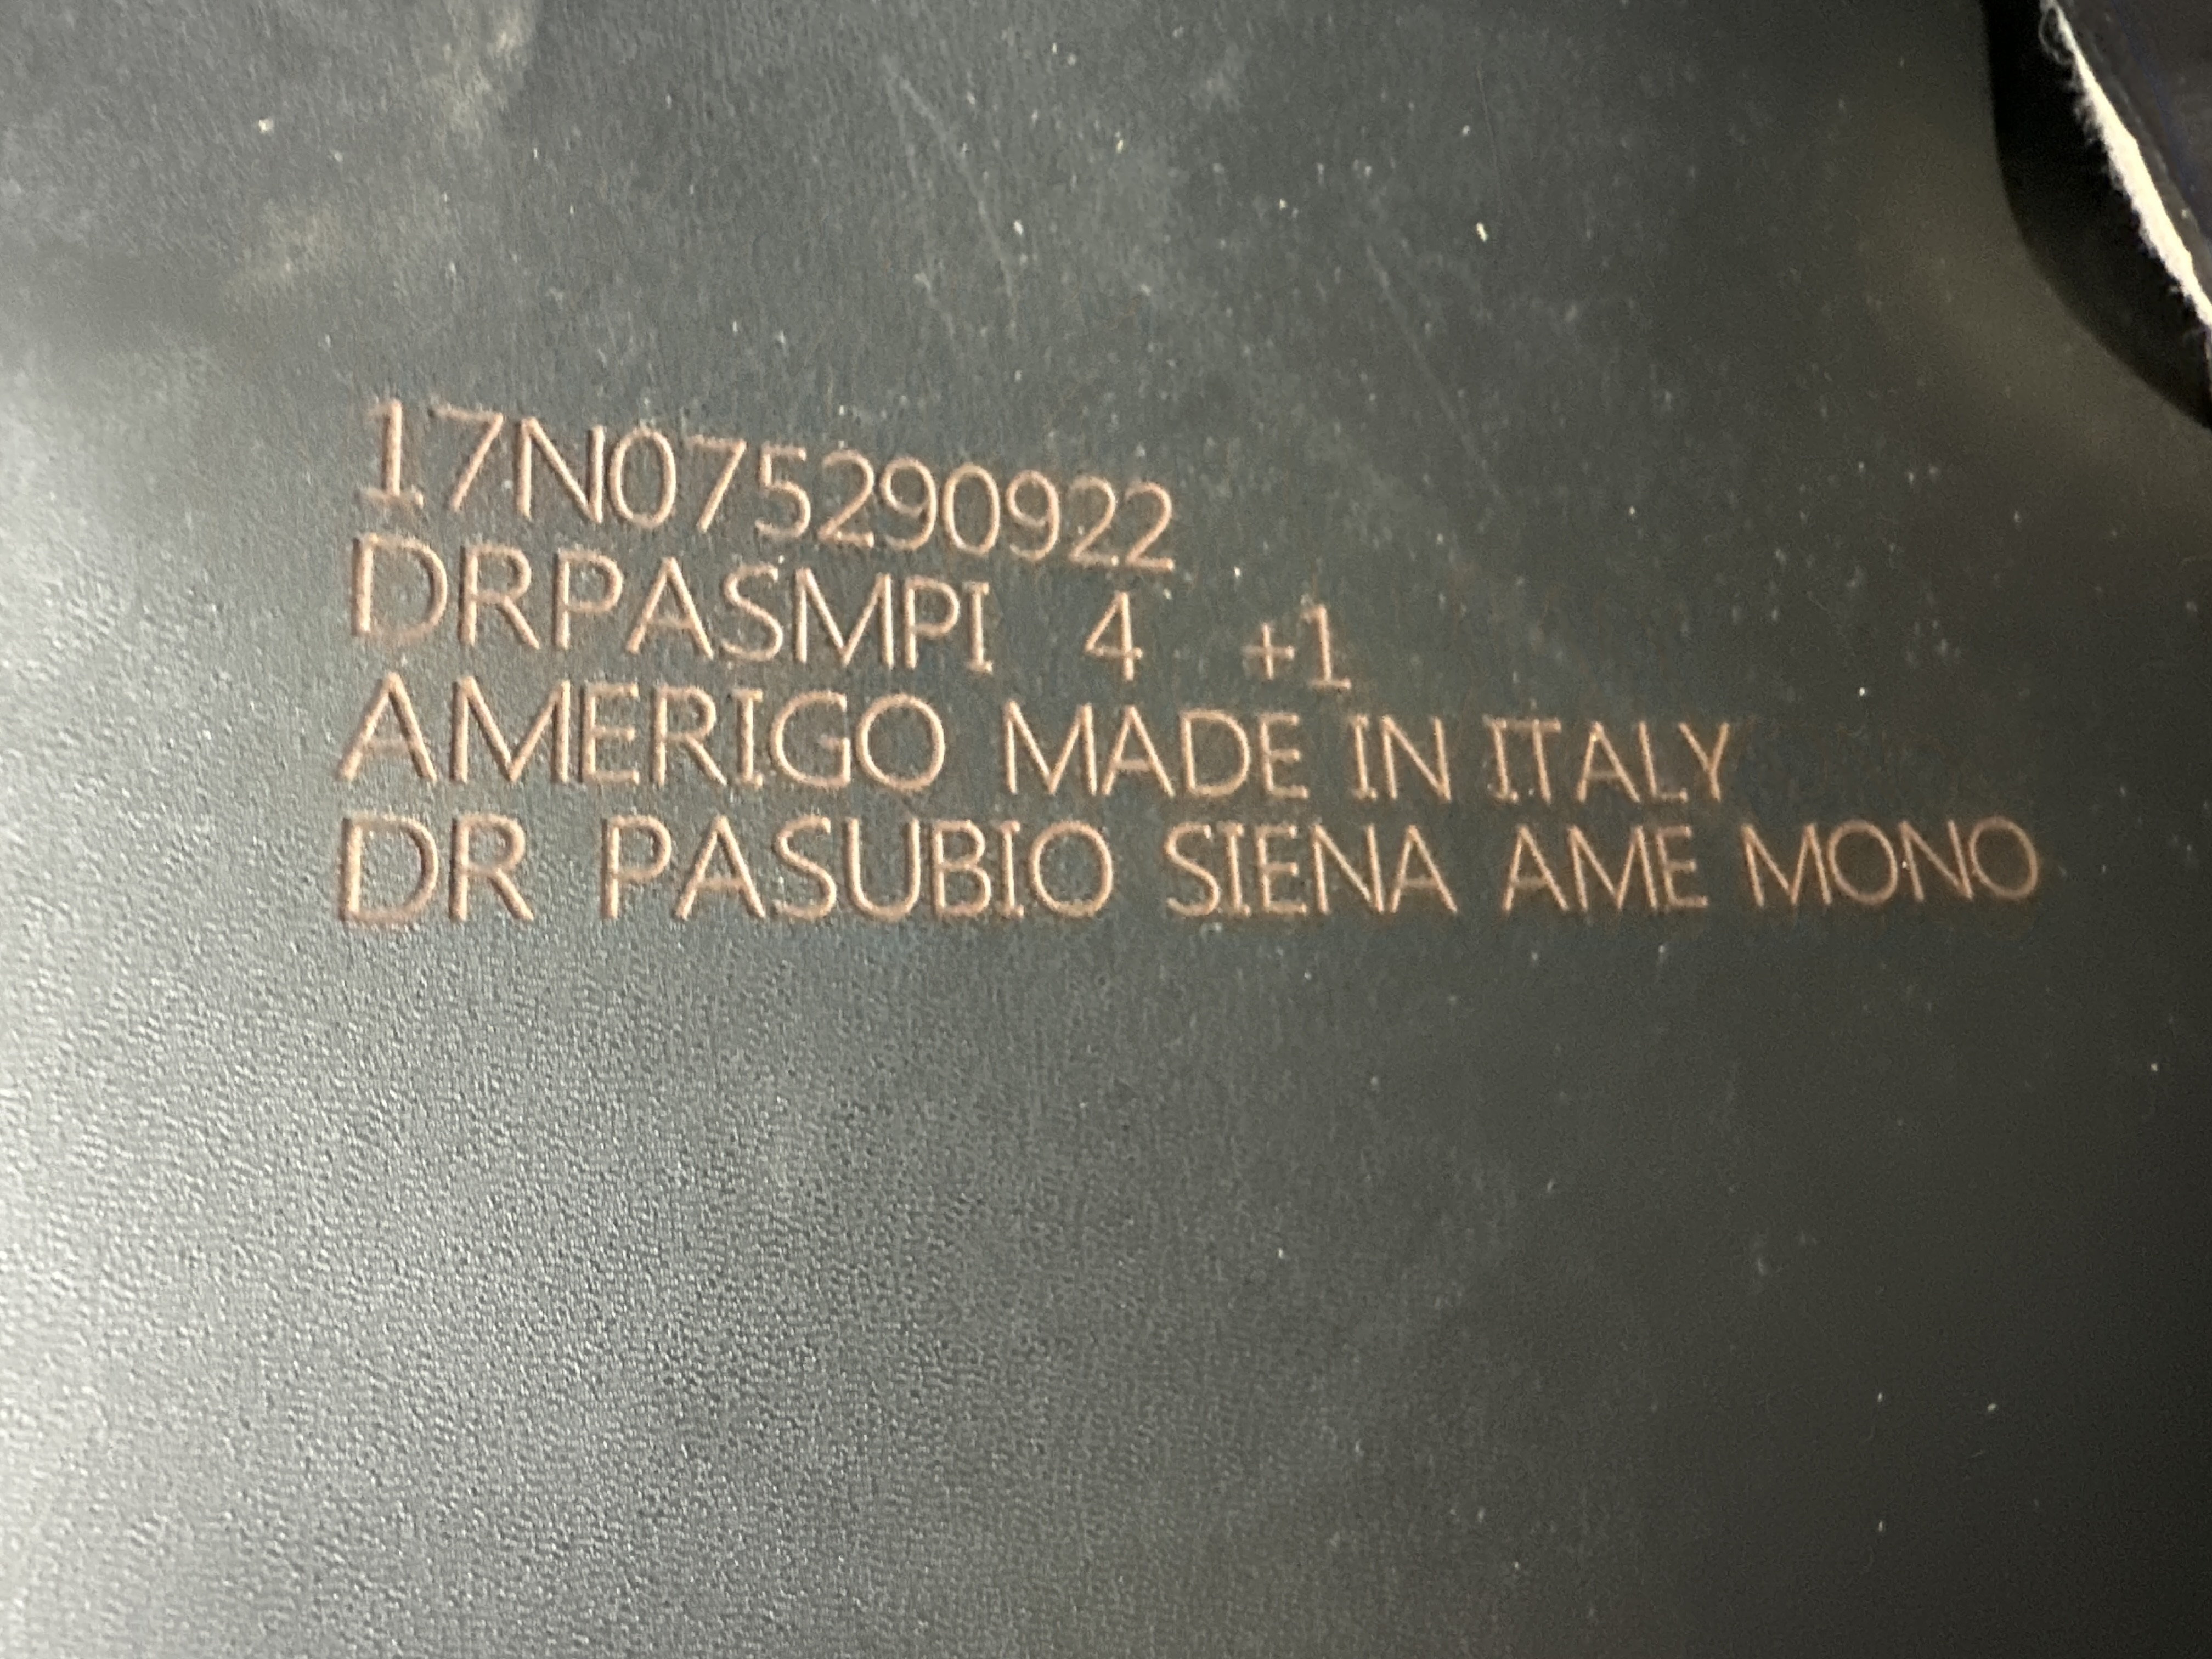 17N075290922
DRPASMPI 4 +1
AMERIGO MADE IN ITALY
DR PASUBIO SIENA AME MONO